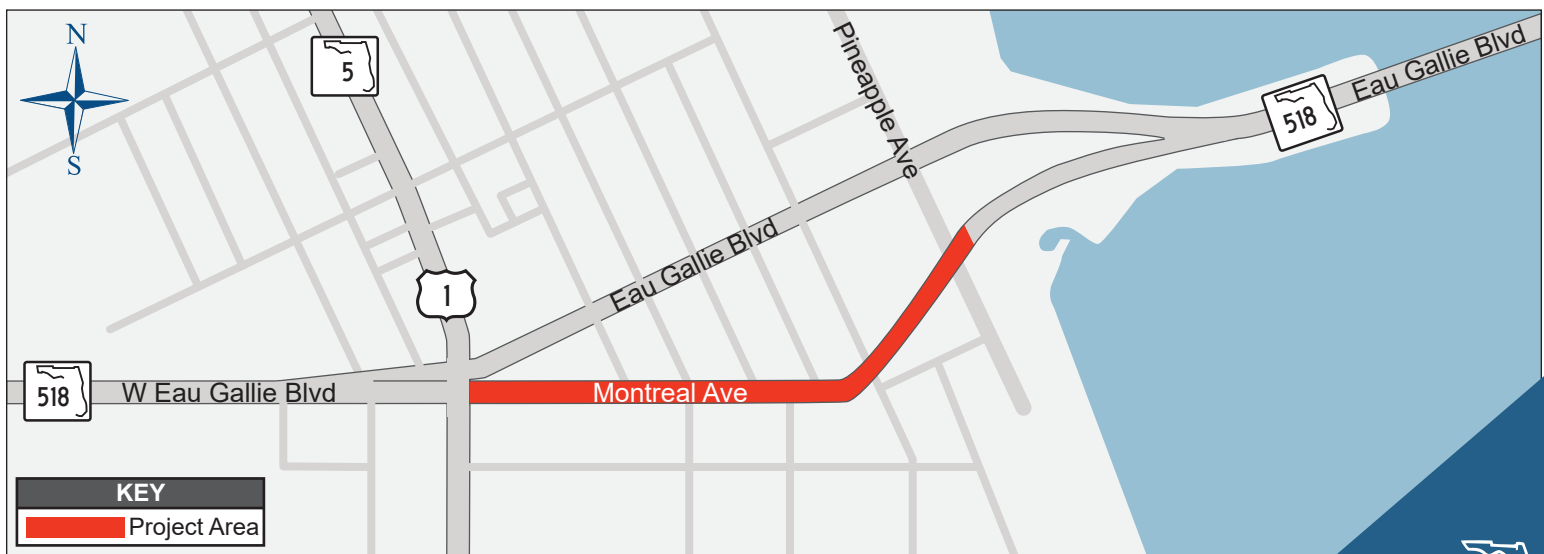 N
S
5
Pineapple Ave
Eau Gallie Blvd
518
1
Eau Gallie Blvd
518
W Eau Gallie Blvd
Montreal Ave
KEY
Project Area